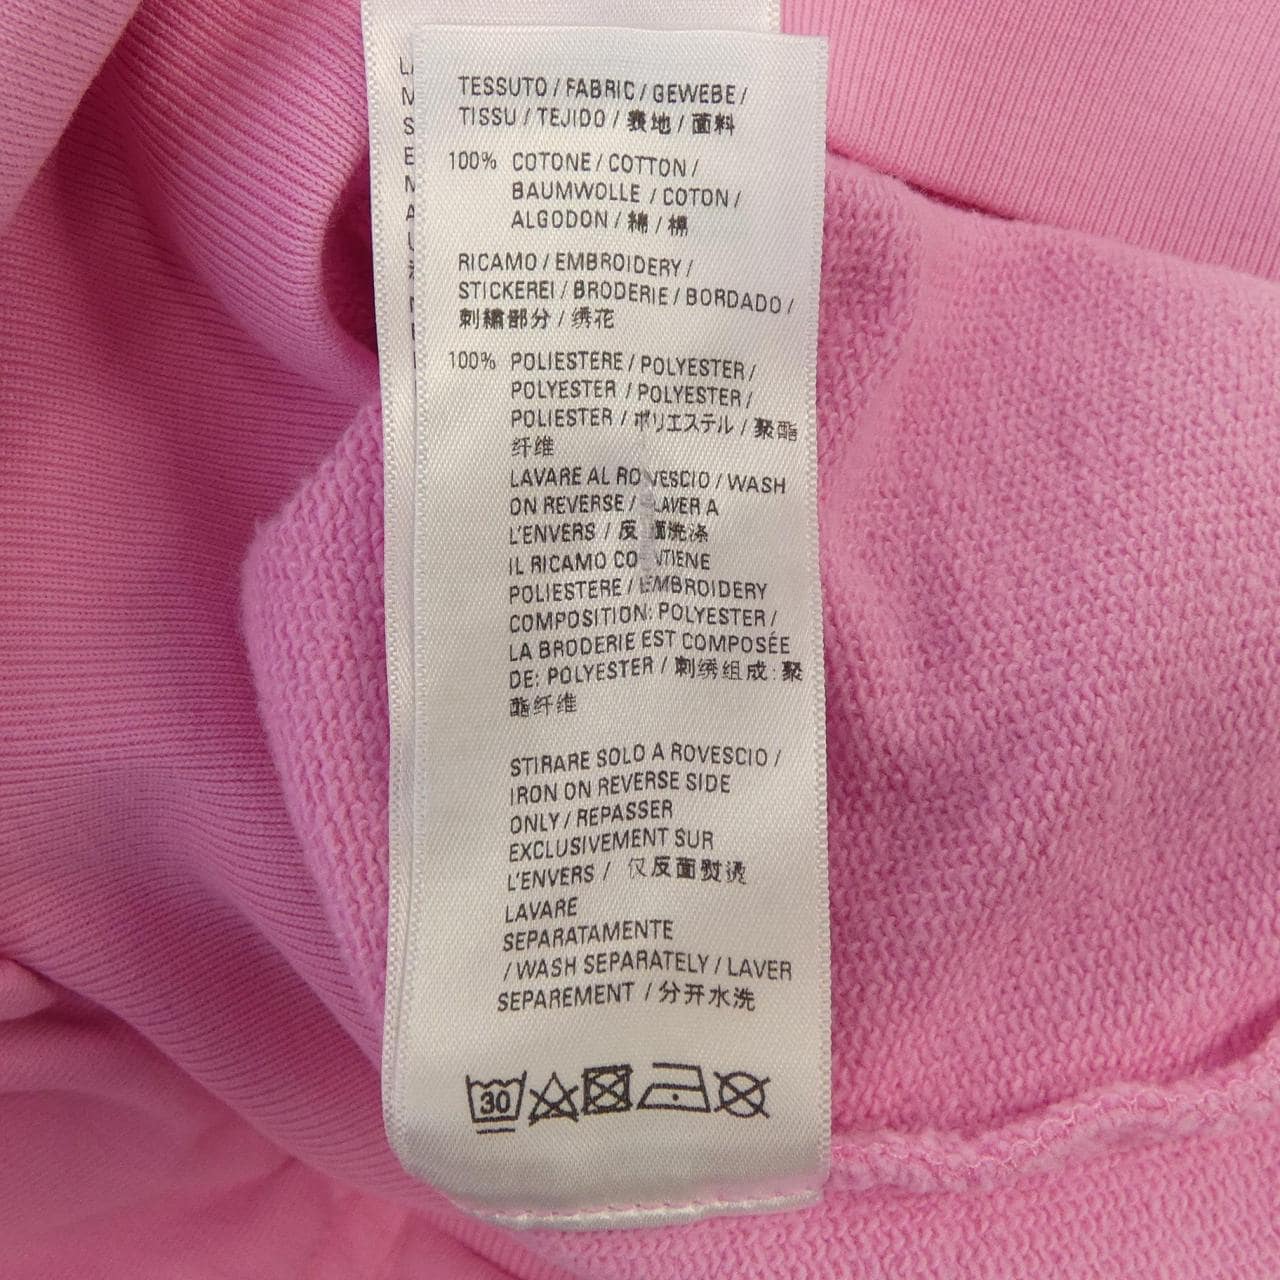 TESSUTO / FABRIC / GEWEBE /
TISSU / TEJIDO / 表地 / 面料
100% COTONE / COTTON /
BAUMWOLLE / COTON /
ALGODON / 綿 / 棉
RICAMO / EMBROIDERY /
STICKEREI / BRODERIE / BORDADO /
刺繍部分 / 绣花
100% POLIESTERE / POLYESTER /
POLYESTER / POLYESTER /
POLIESTER / ポリエステル / 聚酯
纤维
LAVARE AL ROVESCIO / WASH
ON REVERSE / LAVER A
L'ENVERS / 反面洗涤
IL RICAMO CONTIENE
POLIESTERE / EMBROIDERY
COMPOSITION: POLYESTER /
LA BRODERIE EST COMPOSÉE
DE: POLYESTER / 刺绣组成: 聚
酯纤维
STIRARE SOLO A ROVESCIO /
IRON ON REVERSE SIDE
ONLY / REPASSER
EXCLUSIVEMENT SUR
L'ENVERS / 仅反面熨烫
LAVARE
SEPARATAMENTE
/ WASH SEPARATELY / LAVER
SEPAREMENT / 分开水洗
30